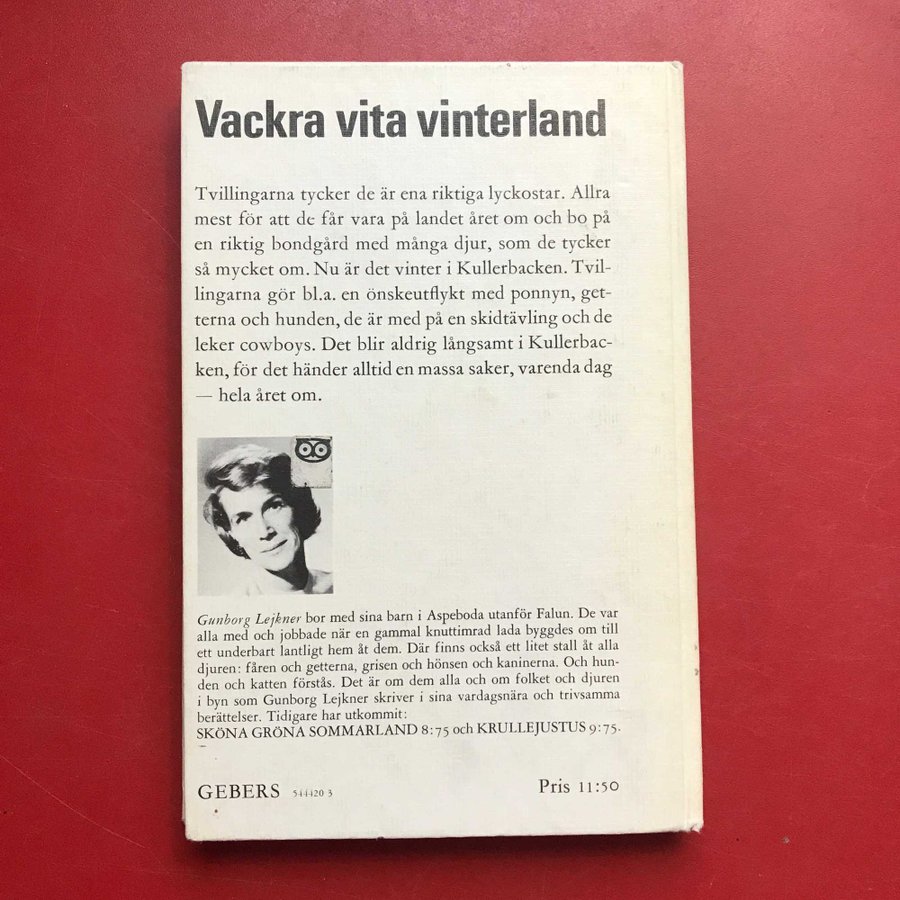 Vackra vita vinterland
Tvillingarna tycker de är ena riktiga lyckostar. Allra
mest för att de får vara på landet året om och bo på
en riktig bondgård med många djur, som de tycker
så mycket om. Nu är det vinter i Kullerbacken. Tvil-
lingarna gör bl.a. en önskeutflykt med ponnyn, get-
terna och hunden, de är med på en skidtävling och de
leker cowboys. Det blir aldrig långsamt i Kullerbac-
ken, för det händer alltid en massa saker, varenda dag
— hela året om.
Gunborg Lejkner bor med sina barn i Aspeboda utanför Falun. De var
alla med och jobbade när en gammal knuttimrad lada byggdes om till
ett underbart lantligt hem åt dem. Där finns också ett litet stall åt alla
djuren: fåren och getterna, grisen och hönsen och kaninerna. Och hun-
den och katten förstås. Det är om dem alla och om folket och djuren
i byn som Gunborg Lejkner skriver i sina vardagsnära och trivsamma
berättelser. Tidigare har utkommit:
SKÖNA GRÖNA SOMMARLAND 8:75 och KRULLEJUSTUS 9:75.
GEBERS 544420 3 Pris 11:50